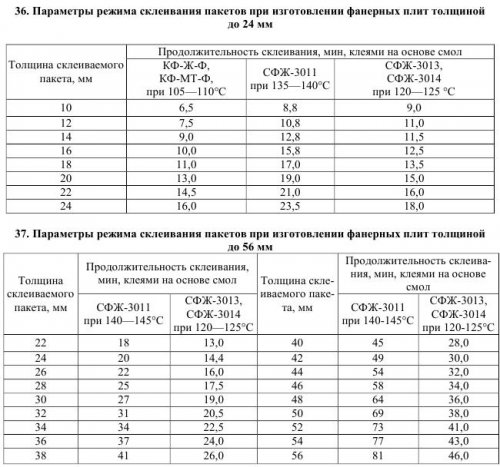 36. Параметры режима склеивания пакетов при изготовлении фанерных плит толщиной
до 24 мм
Толщина склеиваемого
пакета, мм
Продолжительность склеивания, мин, клеями на основе смол
КФ-Ж-Ф,
КФ-МТ-Ф,
при 105—110°С
СФЖ-3011
при 135—140°С
СФЖ-3013,
СФЖ-3014
при 120—125 °С
10 6,5 8,8 9,0
12 7,5 10,8 11,0
14 9,0 12,8 11,5
16 10,0 15,8 12,5
18 11,0 17,0 13,5
20 13,0 19,0 15,0
22 14,5 21,0 16,0
24 16,0 23,5 18,0
37. Параметры режима склеивания пакетов при изготовлении фанерных плит толщиной
до 56 мм
Толщина
склеиваемого
пакета, мм
Продолжительность склеивания,
мин, клеями на основе смол
СФЖ-3011
при 140—145°С
СФЖ-3013,
СФЖ-3014
при 120—125°С
Толщина скле-
иваемого паке-
та, мм
Продолжительность склеива-
ния, мин, клеями на основе
смол
СФЖ-3011
при 140-145°С
СФЖ-3013,
СФЖ-3014
при 120-125°С
22 18 13,0 40 45 28,0
24 20 14,4 42 49 30,0
26 22 16,0 44 54 32,0
28 25 17,5 46 58 34,0
30 27 19,0 48 64 36,0
32 31 20,5 50 69 38,0
34 34 22,5 52 73 41,0
36 37 24,0 54 77 43,0
38 41 26,0 56 81 46,0